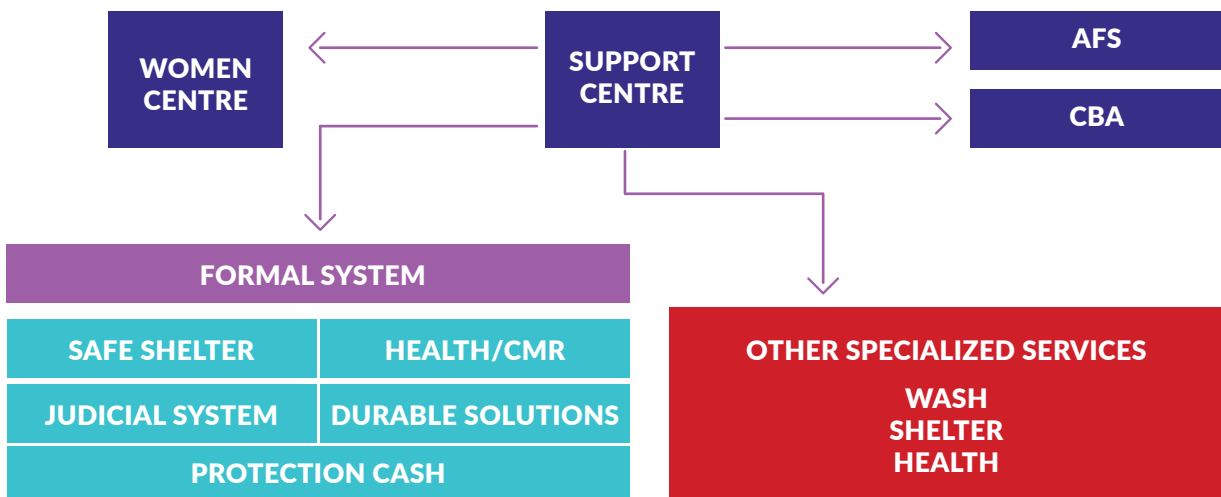 WOMEN
CENTRE
SUPPORT
CENTRE
AFS
CBA
FORMAL SYSTEM
SAFE SHELTER
HEALTH/CMR
JUDICIAL SYSTEM
DURABLE SOLUTIONS
PROTECTION CASH
OTHER SPECIALIZED SERVICES
WASH
SHELTER
HEALTH